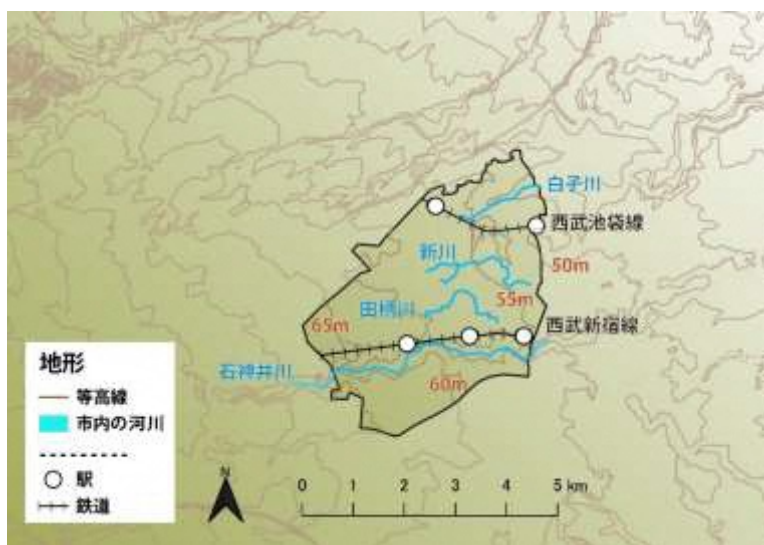 白子川
西武池袋線
新川
50m
55m
田柄川
65m
西武新宿線
石神井川
60m
地形
等高線
市内の河川
駅
鉄道
N
0 1 2 3 4 5 km